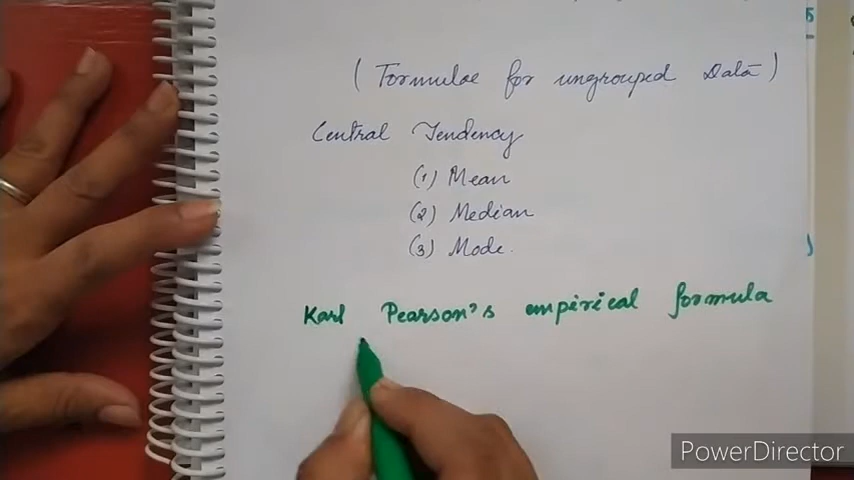 ( Formulae for ungrouped Data )
Central Tendency
(1) Mean
(2) Median
(3) Mode.
Karl Pearson's empirical formula
PowerDirector